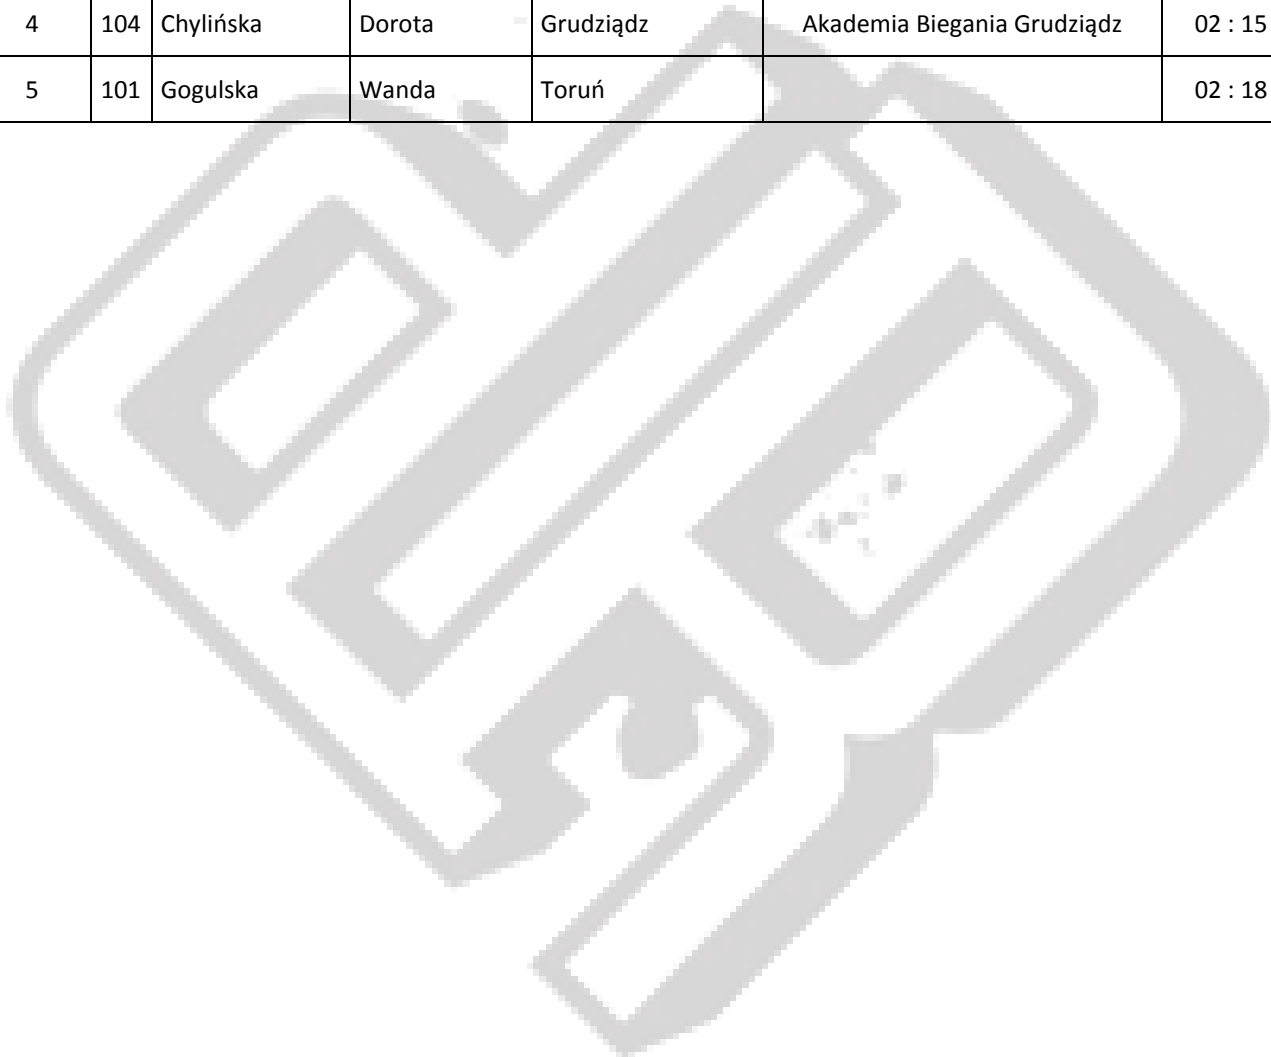 4 104 Chylińska Dorota Grudziądz Akademia Biegania Grudziądz 02 : 15
5 101 Gogulska Wanda Toruń 02 : 18